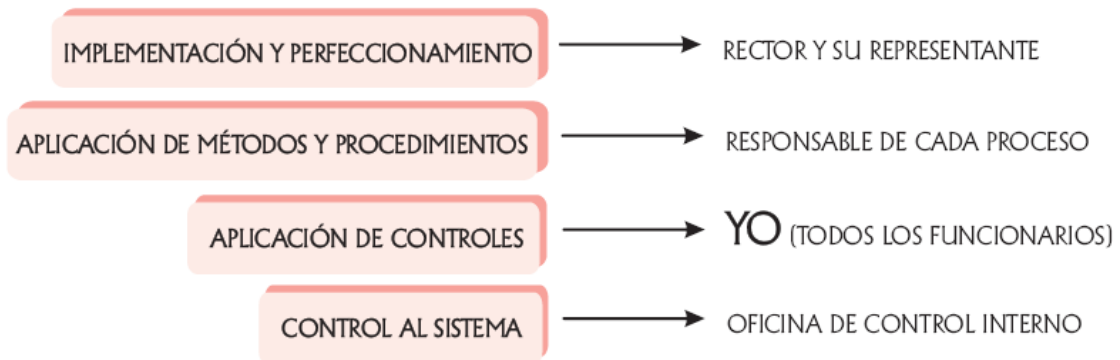 IMPLEMENTACIÓN Y PERFECCIONAMIENTO RECTOR Y SU REPRESENTANTE
APLICACIÓN DE MÉTODOS Y PROCEDIMIENTOS RESPONSABLE DE CADA PROCESO
APLICACIÓN DE CONTROLES YO (TODOS LOS FUNCIONARIOS)
CONTROL AL SISTEMA OFICINA DE CONTROL INTERNO